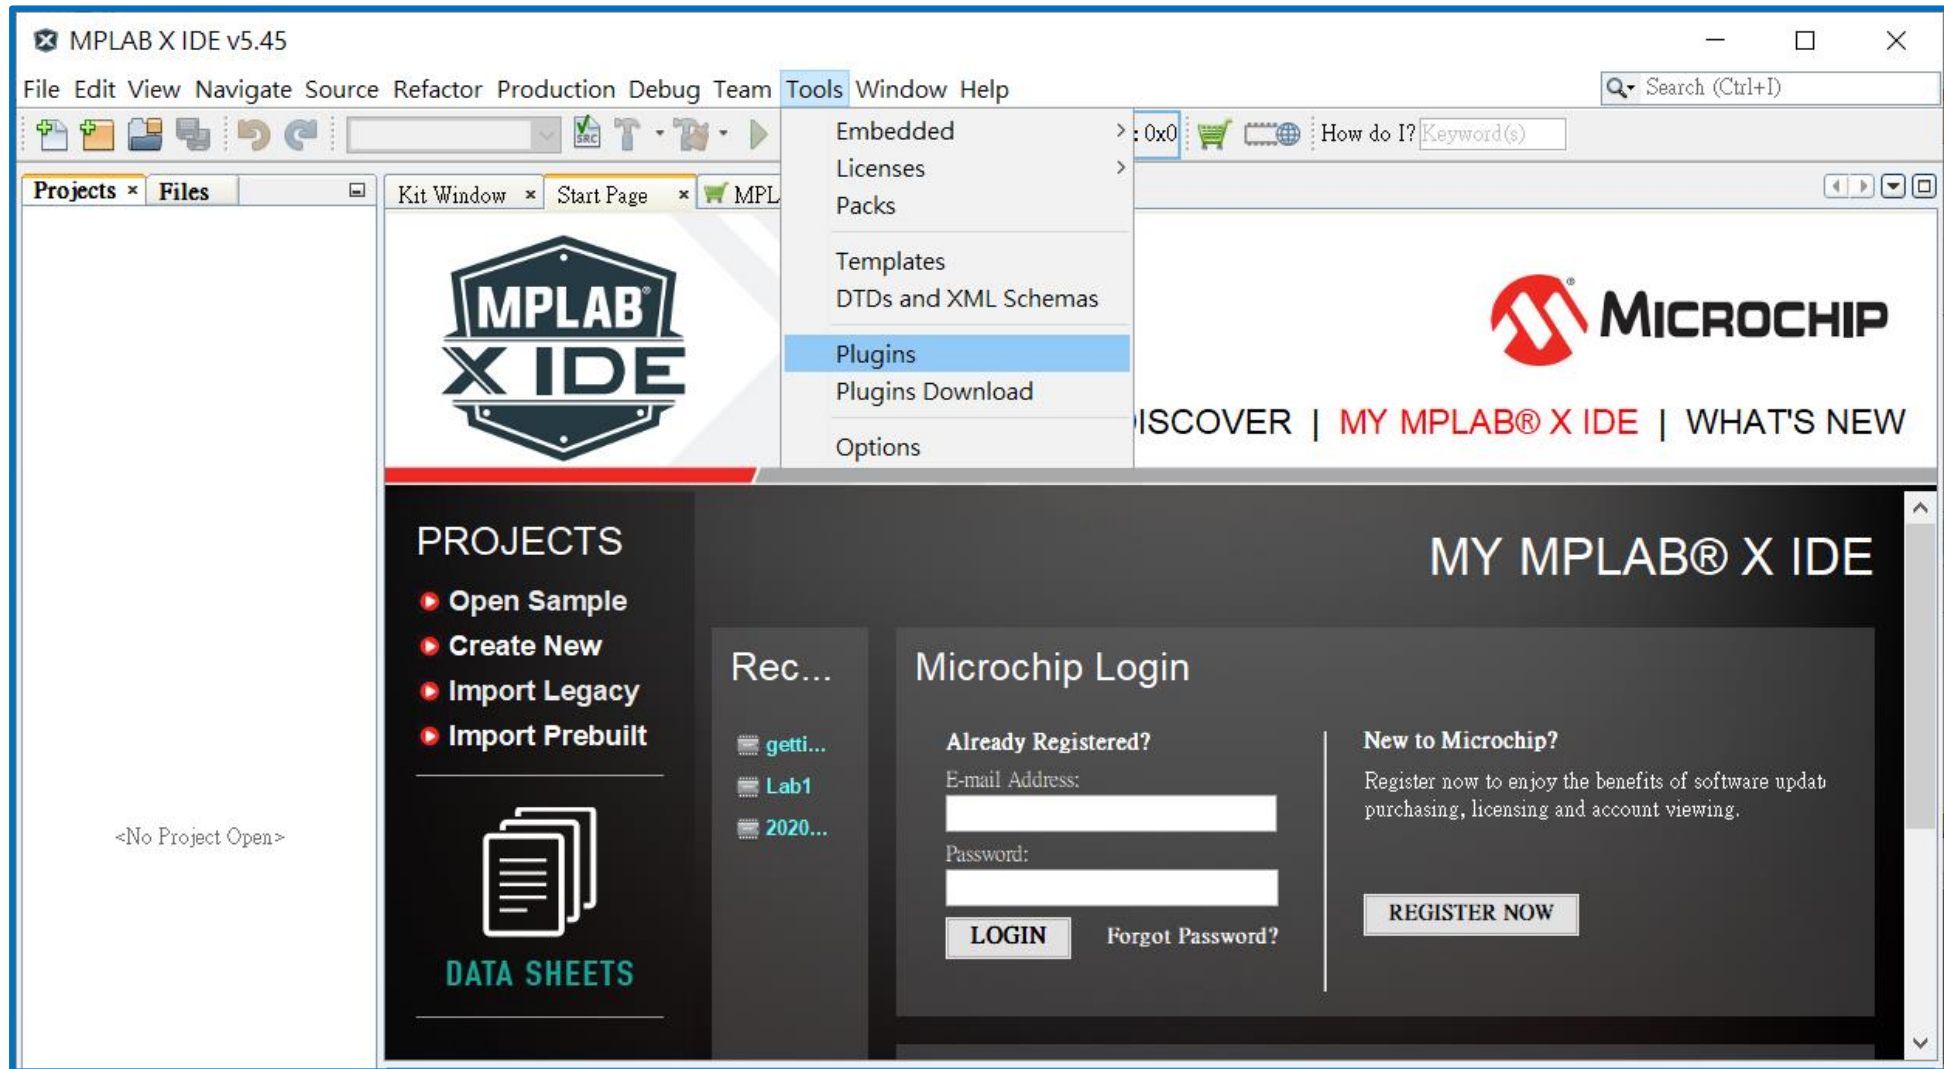 MPLAB X IDE v5.45
File Edit View Navigate Source Refactor Production Debug Team Tools Window Help
Search (Ctrl+I)
SRC
: 0x0
How do I?
Keyword(s)
Projects
Files
Kit Window
Start Page
MPL
Embedded
Licenses
Packs
Templates
DTDs and XML Schemas
Plugins
Plugins Download
Options
MPLAB®
X IDE
MICROCHIP
ISCOVER | MY MPLAB® X IDE | WHAT'S NEW
PROJECTS
Open Sample
Create New
Import Legacy
Import Prebuilt
DATA SHEETS
MY MPLAB® X IDE
Rec...
getti...
Lab1
2020...
Microchip Login
Already Registered?
E-mail Address:
Password:
LOGIN
Forgot Password?
New to Microchip?
Register now to enjoy the benefits of software updat
purchasing, licensing and account viewing.
REGISTER NOW
<No Project Open>